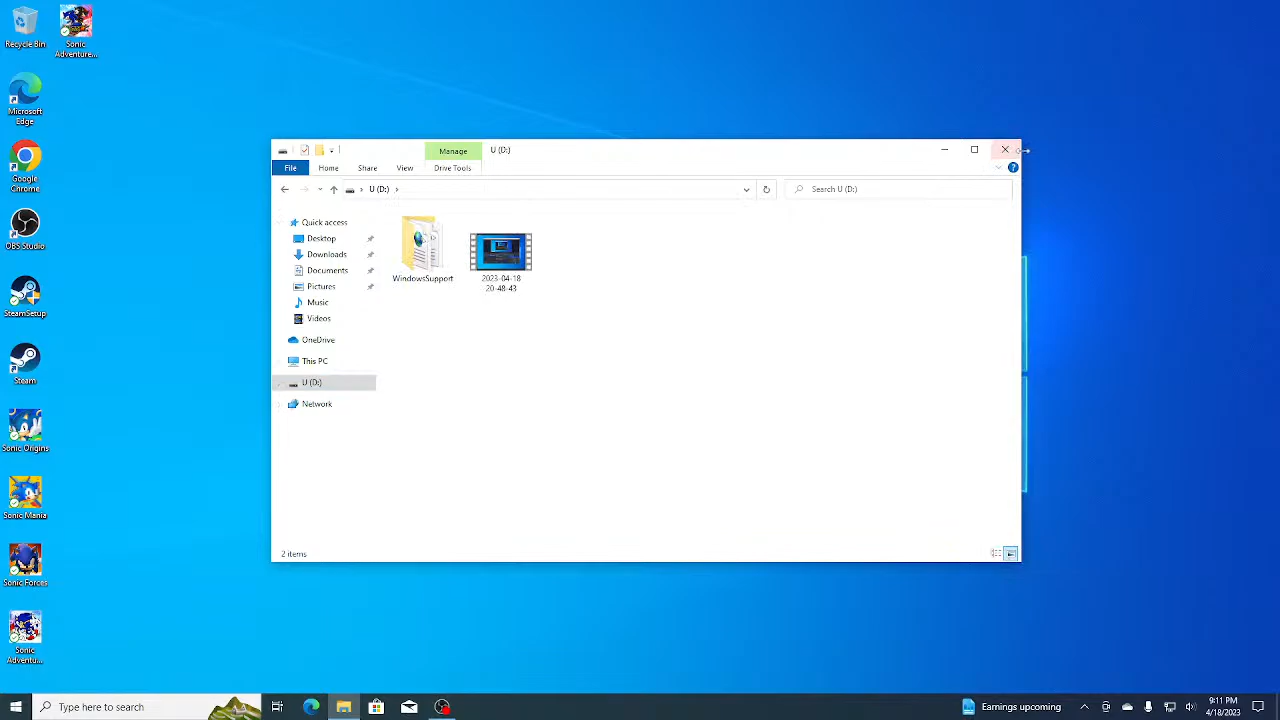 Recycle Bin
Sonic
Adventure...
Microsoft
Edge
Google
Chrome
OBS Studio
SteamSetup
Steam
Sonic Origins
Sonic Mania
Sonic Forces
Sonic
Adventu...
Manage
U (D:)
File
Home
Share
View
Drive Tools
U (D:)
Search U (D:)
Quick access
Desktop
Downloads
Documents
Pictures
Music
Videos
OneDrive
This PC
U (D:)
Network
WindowsSupport
2023-04-18
20-48-43
2 items
Type here to search
Earnings upcoming
9:11 PM
4/18/2023